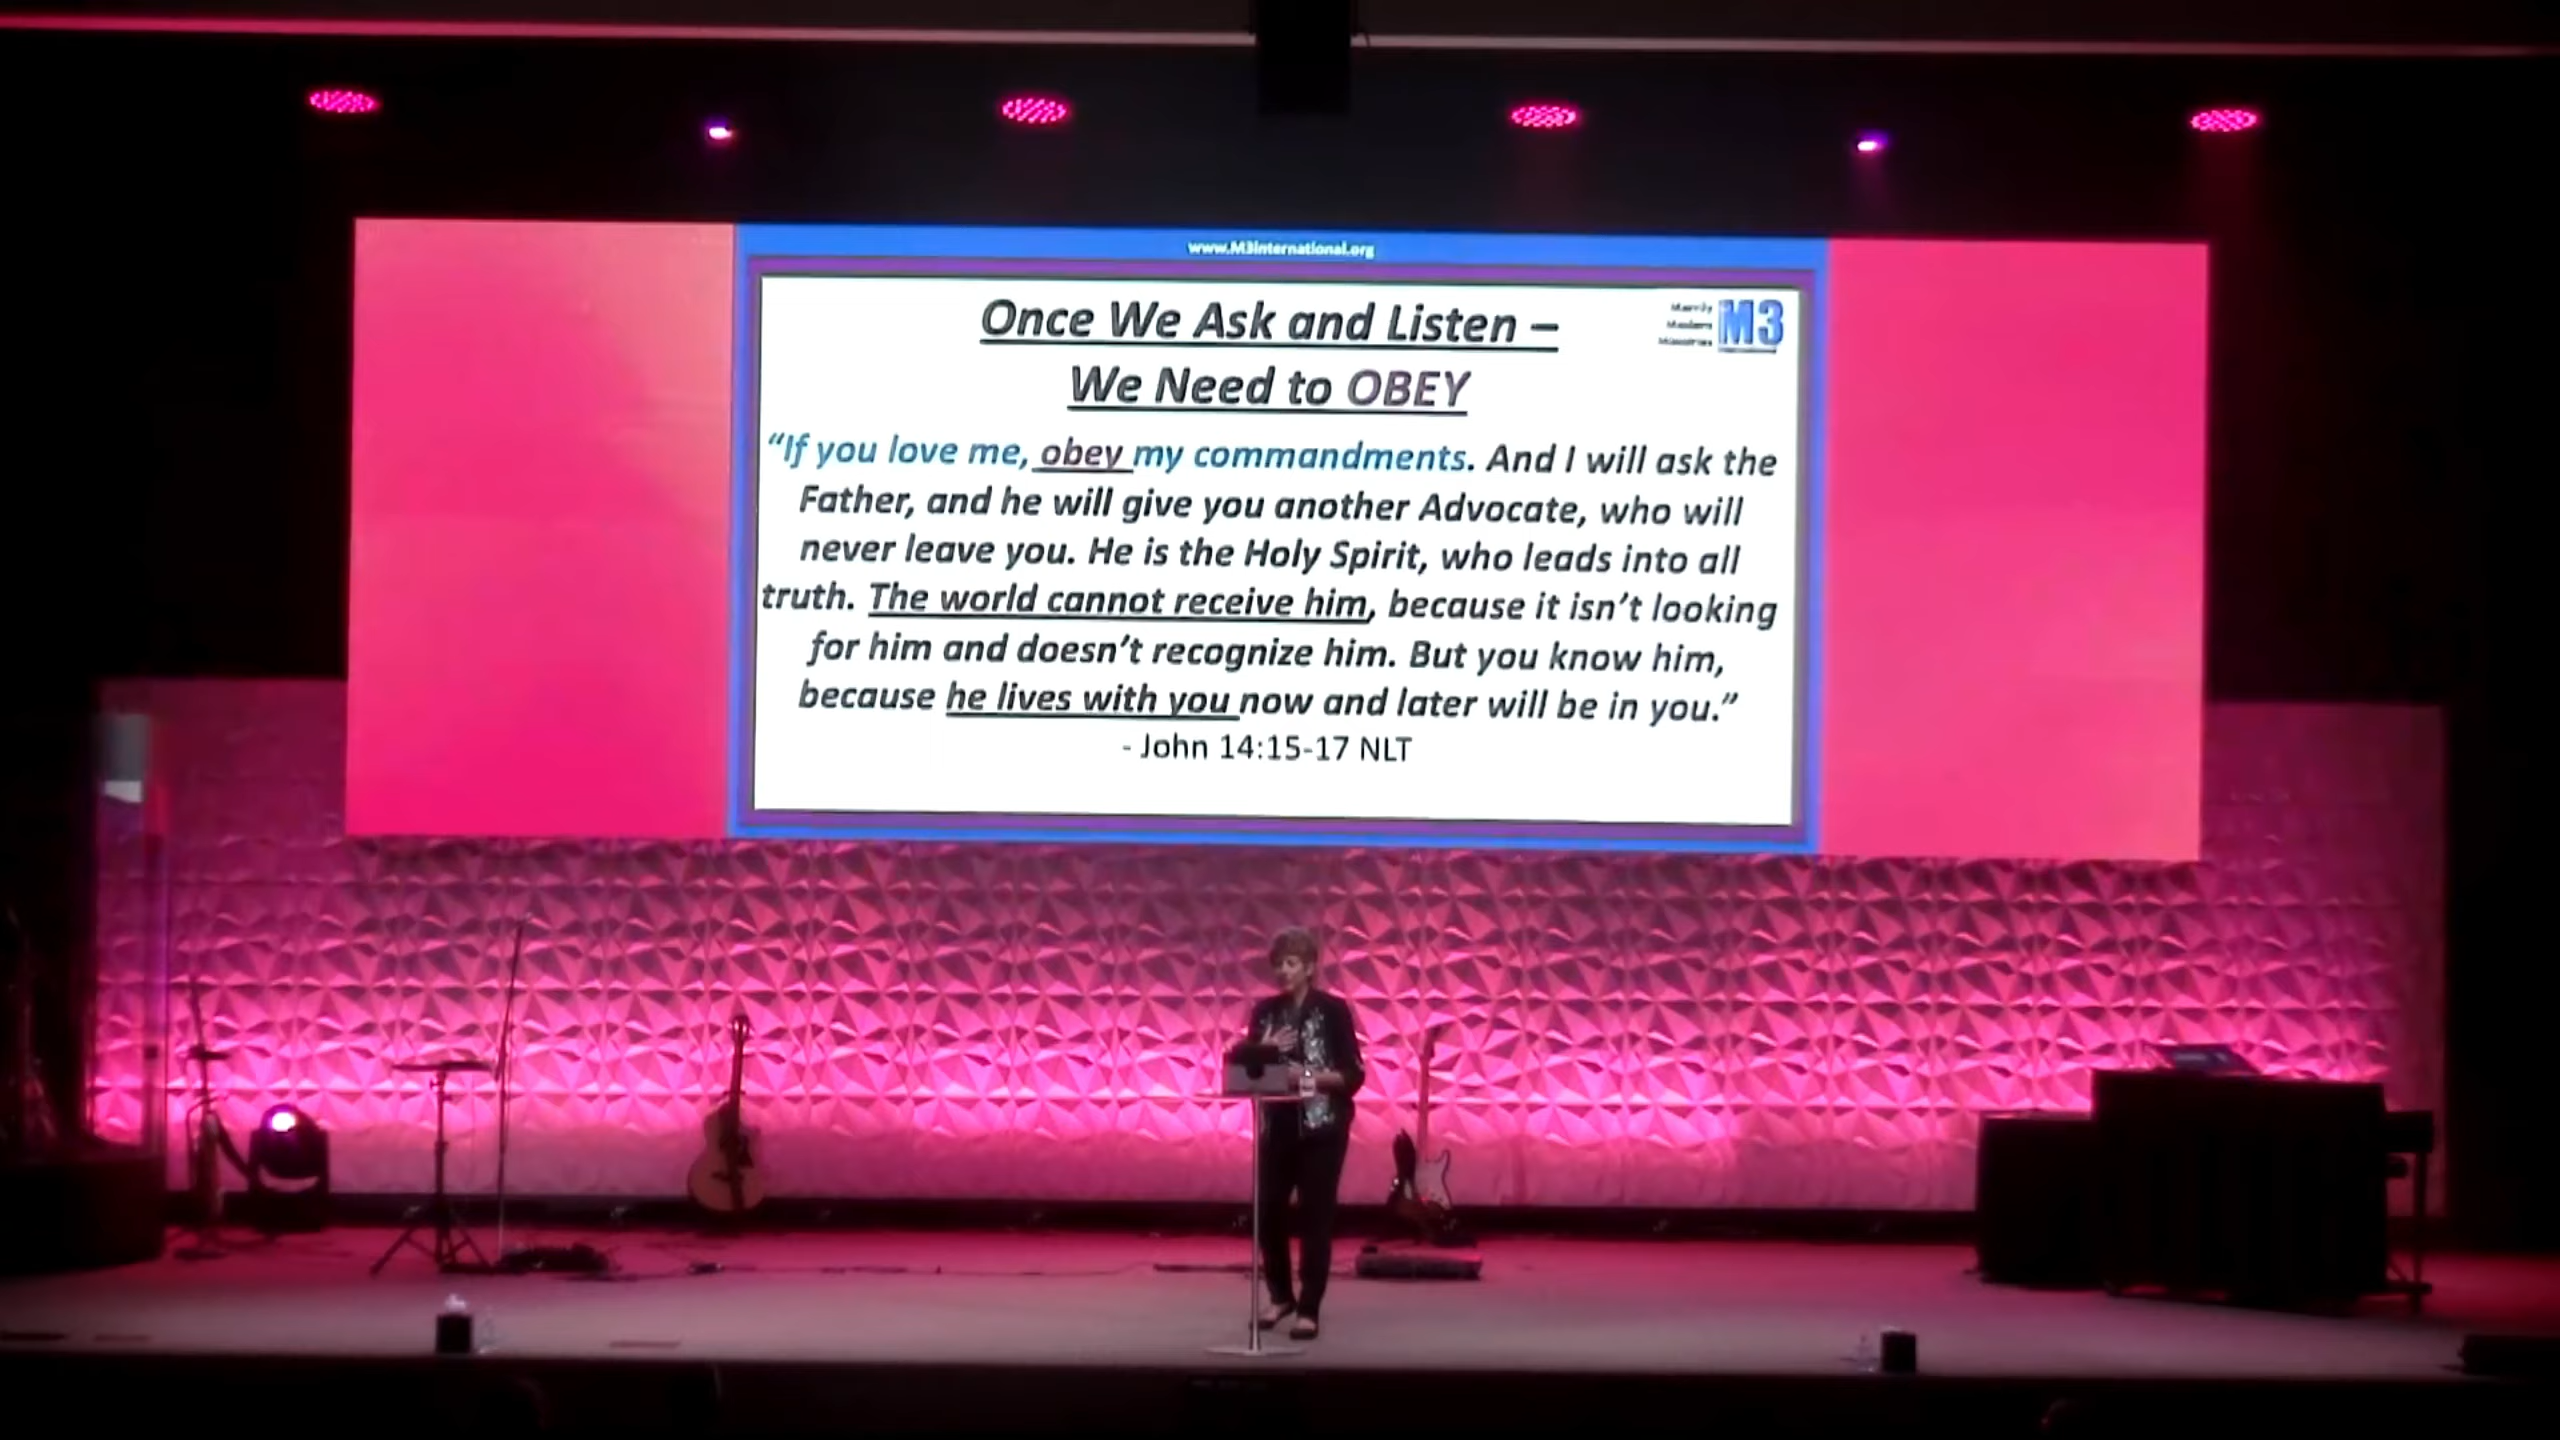 www.M3International.org
Once We Ask and Listen –
M3
We Need to OBEY
“If you love me, obey my commandments. And I will ask the
Father, and he will give you another Advocate, who will
never leave you. He is the Holy Spirit, who leads into all
truth. The world cannot receive him, because it isn’t looking
for him and doesn’t recognize him. But you know him,
because he lives with you now and later will be in you.”
- John 14:15-17 NLT